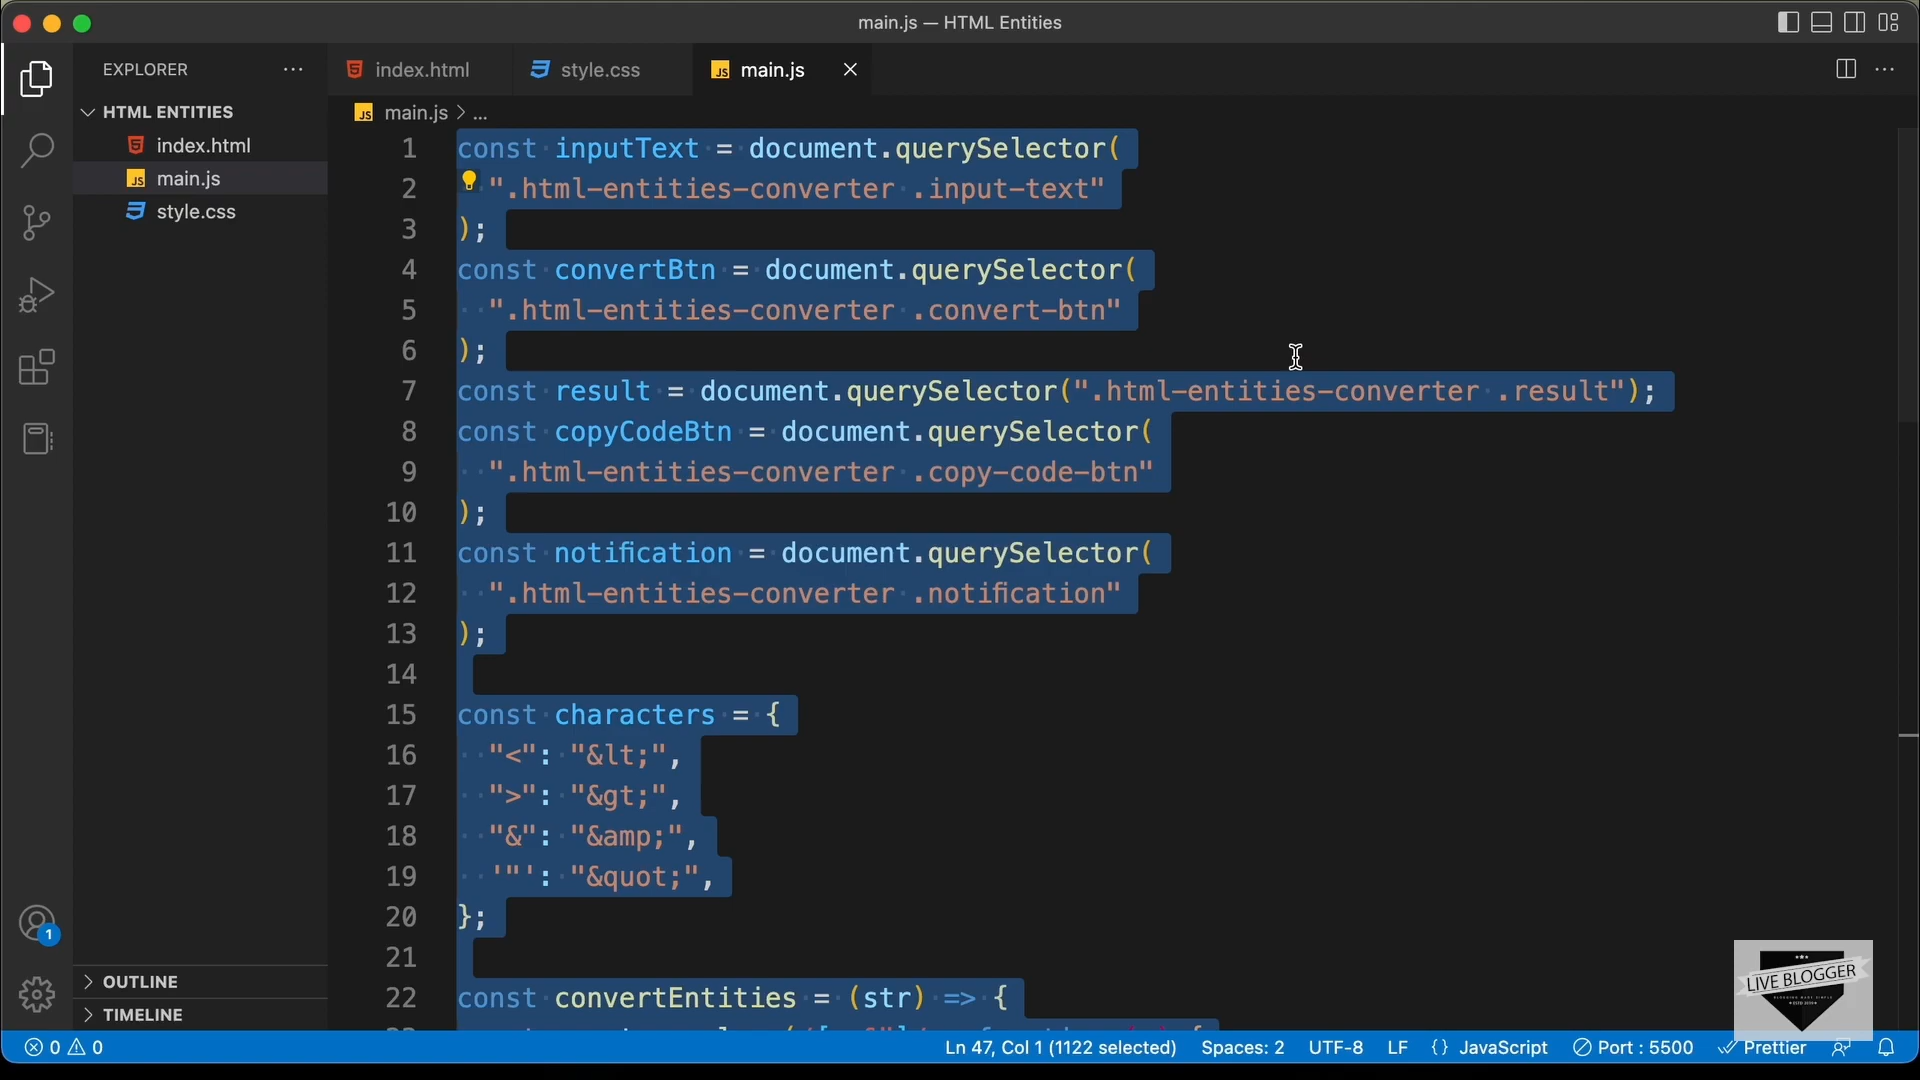 main.js — HTML Entities
EXPLORER
index.html
style.css
main.js
HTML ENTITIES
index.html
main.js
style.css
main.js > ...
1 const inputText = document.querySelector(
2 ".html-entities-converter .input-text"
3 );
4 const convertBtn = document.querySelector(
5 ".html-entities-converter .convert-btn"
6 );
7 const result = document.querySelector(".html-entities-converter .result");
8 const copyCodeBtn = document.querySelector(
9 ".html-entities-converter .copy-code-btn"
10 );
11 const notification = document.querySelector(
12 ".html-entities-converter .notification"
13 );
14
15 const characters = {
16 "<": "&lt;",
17 ">": "&gt;",
18 "&": "&amp;",
19 '"': "&quot;",
20 };
21
22 const convertEntities = (str) => {
OUTLINE
TIMELINE
1
LIVE BLOGGER
0 0
Ln 47, Col 1 (1122 selected)
Spaces: 2
UTF-8
LF
{} JavaScript
Port : 5500
Prettier